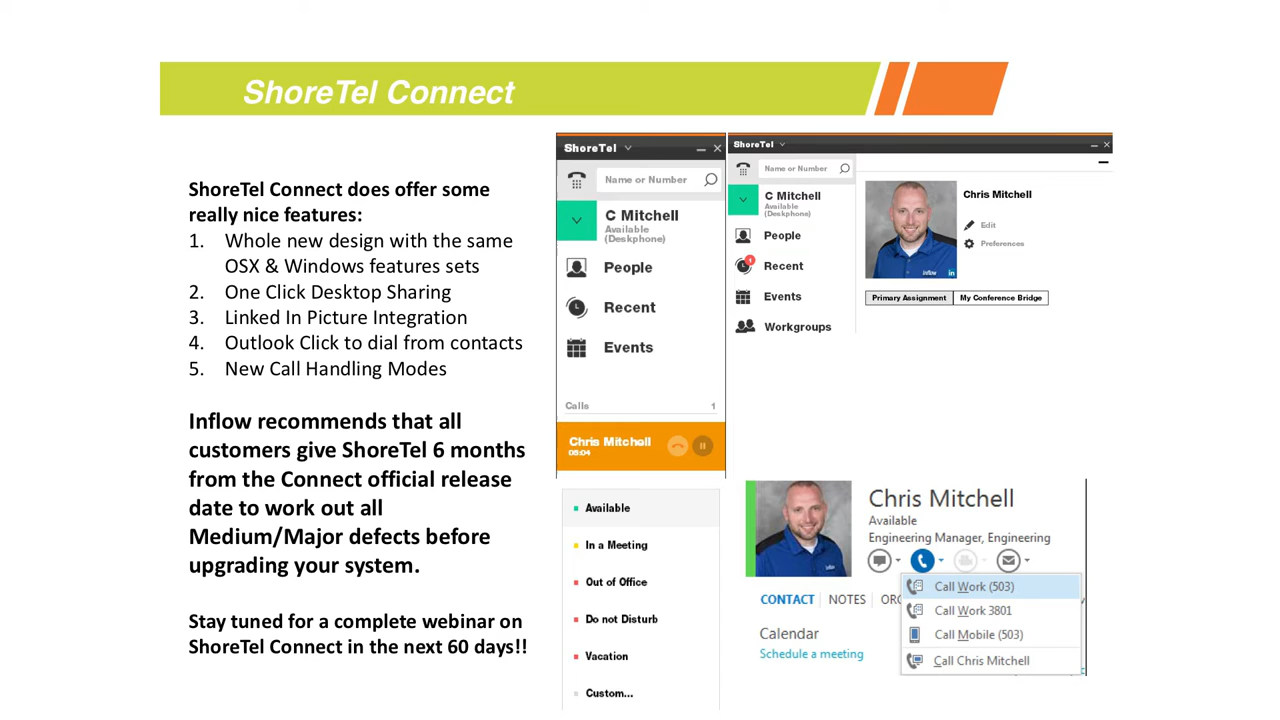 ShoreTel Connect
ShoreTel Connect does offer some
really nice features:
1. Whole new design with the same
OSX & Windows features sets
2. One Click Desktop Sharing
3. Linked In Picture Integration
4. Outlook Click to dial from contacts
5. New Call Handling Modes
Inflow recommends that all
customers give ShoreTel 6 months
from the Connect official release
date to work out all
Medium/Major defects before
upgrading your system.
Stay tuned for a complete webinar on
ShoreTel Connect in the next 60 days!!
ShoreTel
Name or Number
C Mitchell
Available
(Deskphone)
People
Recent
Events
Calls 1
Chris Mitchell
05:04
Available
In a Meeting
Out of Office
Do not Disturb
Vacation
Custom...
ShoreTel
Name or Number
C Mitchell
Available
(Deskphone)
People
Recent
Events
Workgroups
Chris Mitchell
Edit
Preferences
inflow
in
Primary Assignment My Conference Bridge
Chris Mitchell
Available
Engineering Manager, Engineering
CONTACT NOTES
Calendar
Schedule a meeting
Call Work (503)
Call Work 3801
Call Mobile (503)
Call Chris Mitchell